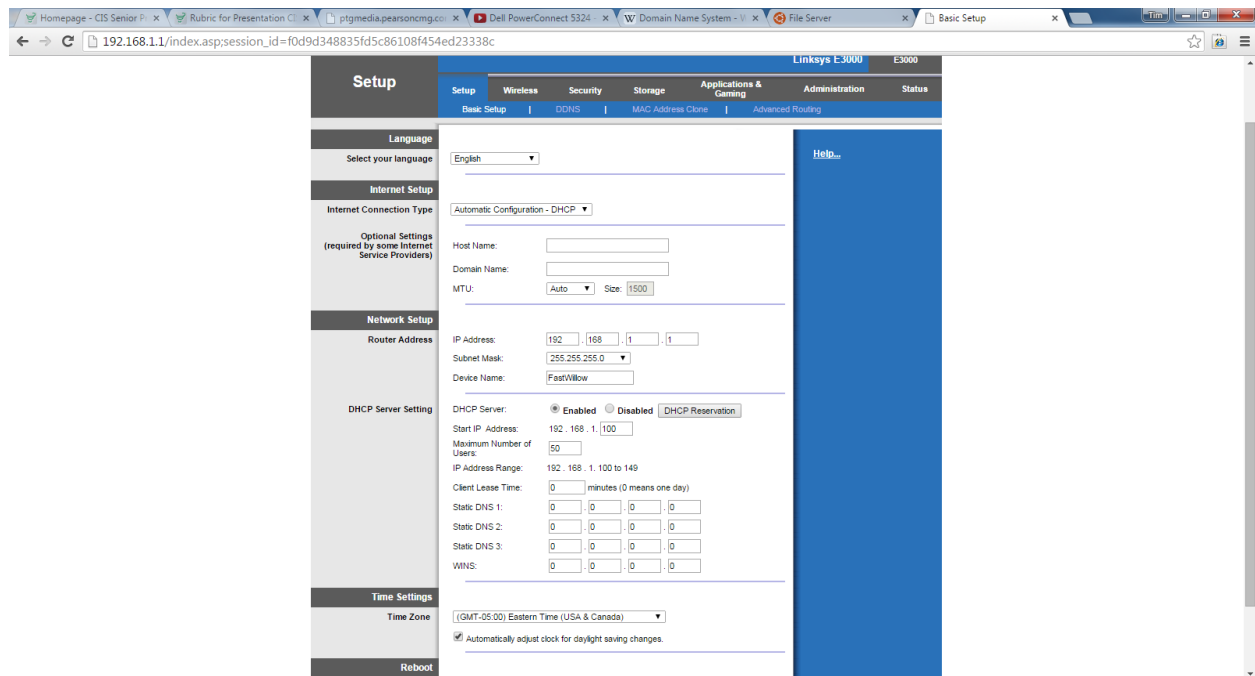 Homepage - CIS Senior P
Rubric for Presentation C
ptgmedia.pearsoncmg.co
Dell PowerConnect 5324 -
Domain Name System - W
File Server
Basic Setup
Tim
192.168.1.1/index.asp;session_id=f0d9d348835fd5c86108f454ed23338c
Linksys E3000 E3000
Setup
Setup Wireless Security Storage Applications & Gaming Administration Status
Basic Setup | DDNS | MAC Address Clone | Advanced Routing
Language
Select your language English
Help...
Internet Setup
Internet Connection Type Automatic Configuration - DHCP
Optional Settings
(required by some Internet
Service Providers)
Host Name:
Domain Name:
MTU: Auto Size: 1500
Network Setup
Router Address IP Address: 192 . 168 . 1 . 1
Subnet Mask: 255.255.255.0
Device Name: FastWillow
DHCP Server Setting DHCP Server: Enabled Disabled DHCP Reservation
Start IP Address: 192 . 168 . 1. 100
Maximum Number of
Users: 50
IP Address Range: 192 . 168 . 1. 100 to 149
Client Lease Time: 0 minutes (0 means one day)
Static DNS 1: 0 . 0 . 0 . 0
Static DNS 2: 0 . 0 . 0 . 0
Static DNS 3: 0 . 0 . 0 . 0
WINS: 0 . 0 . 0 . 0
Time Settings
Time Zone (GMT-05:00) Eastern Time (USA & Canada)
Automatically adjust clock for daylight saving changes.
Reboot